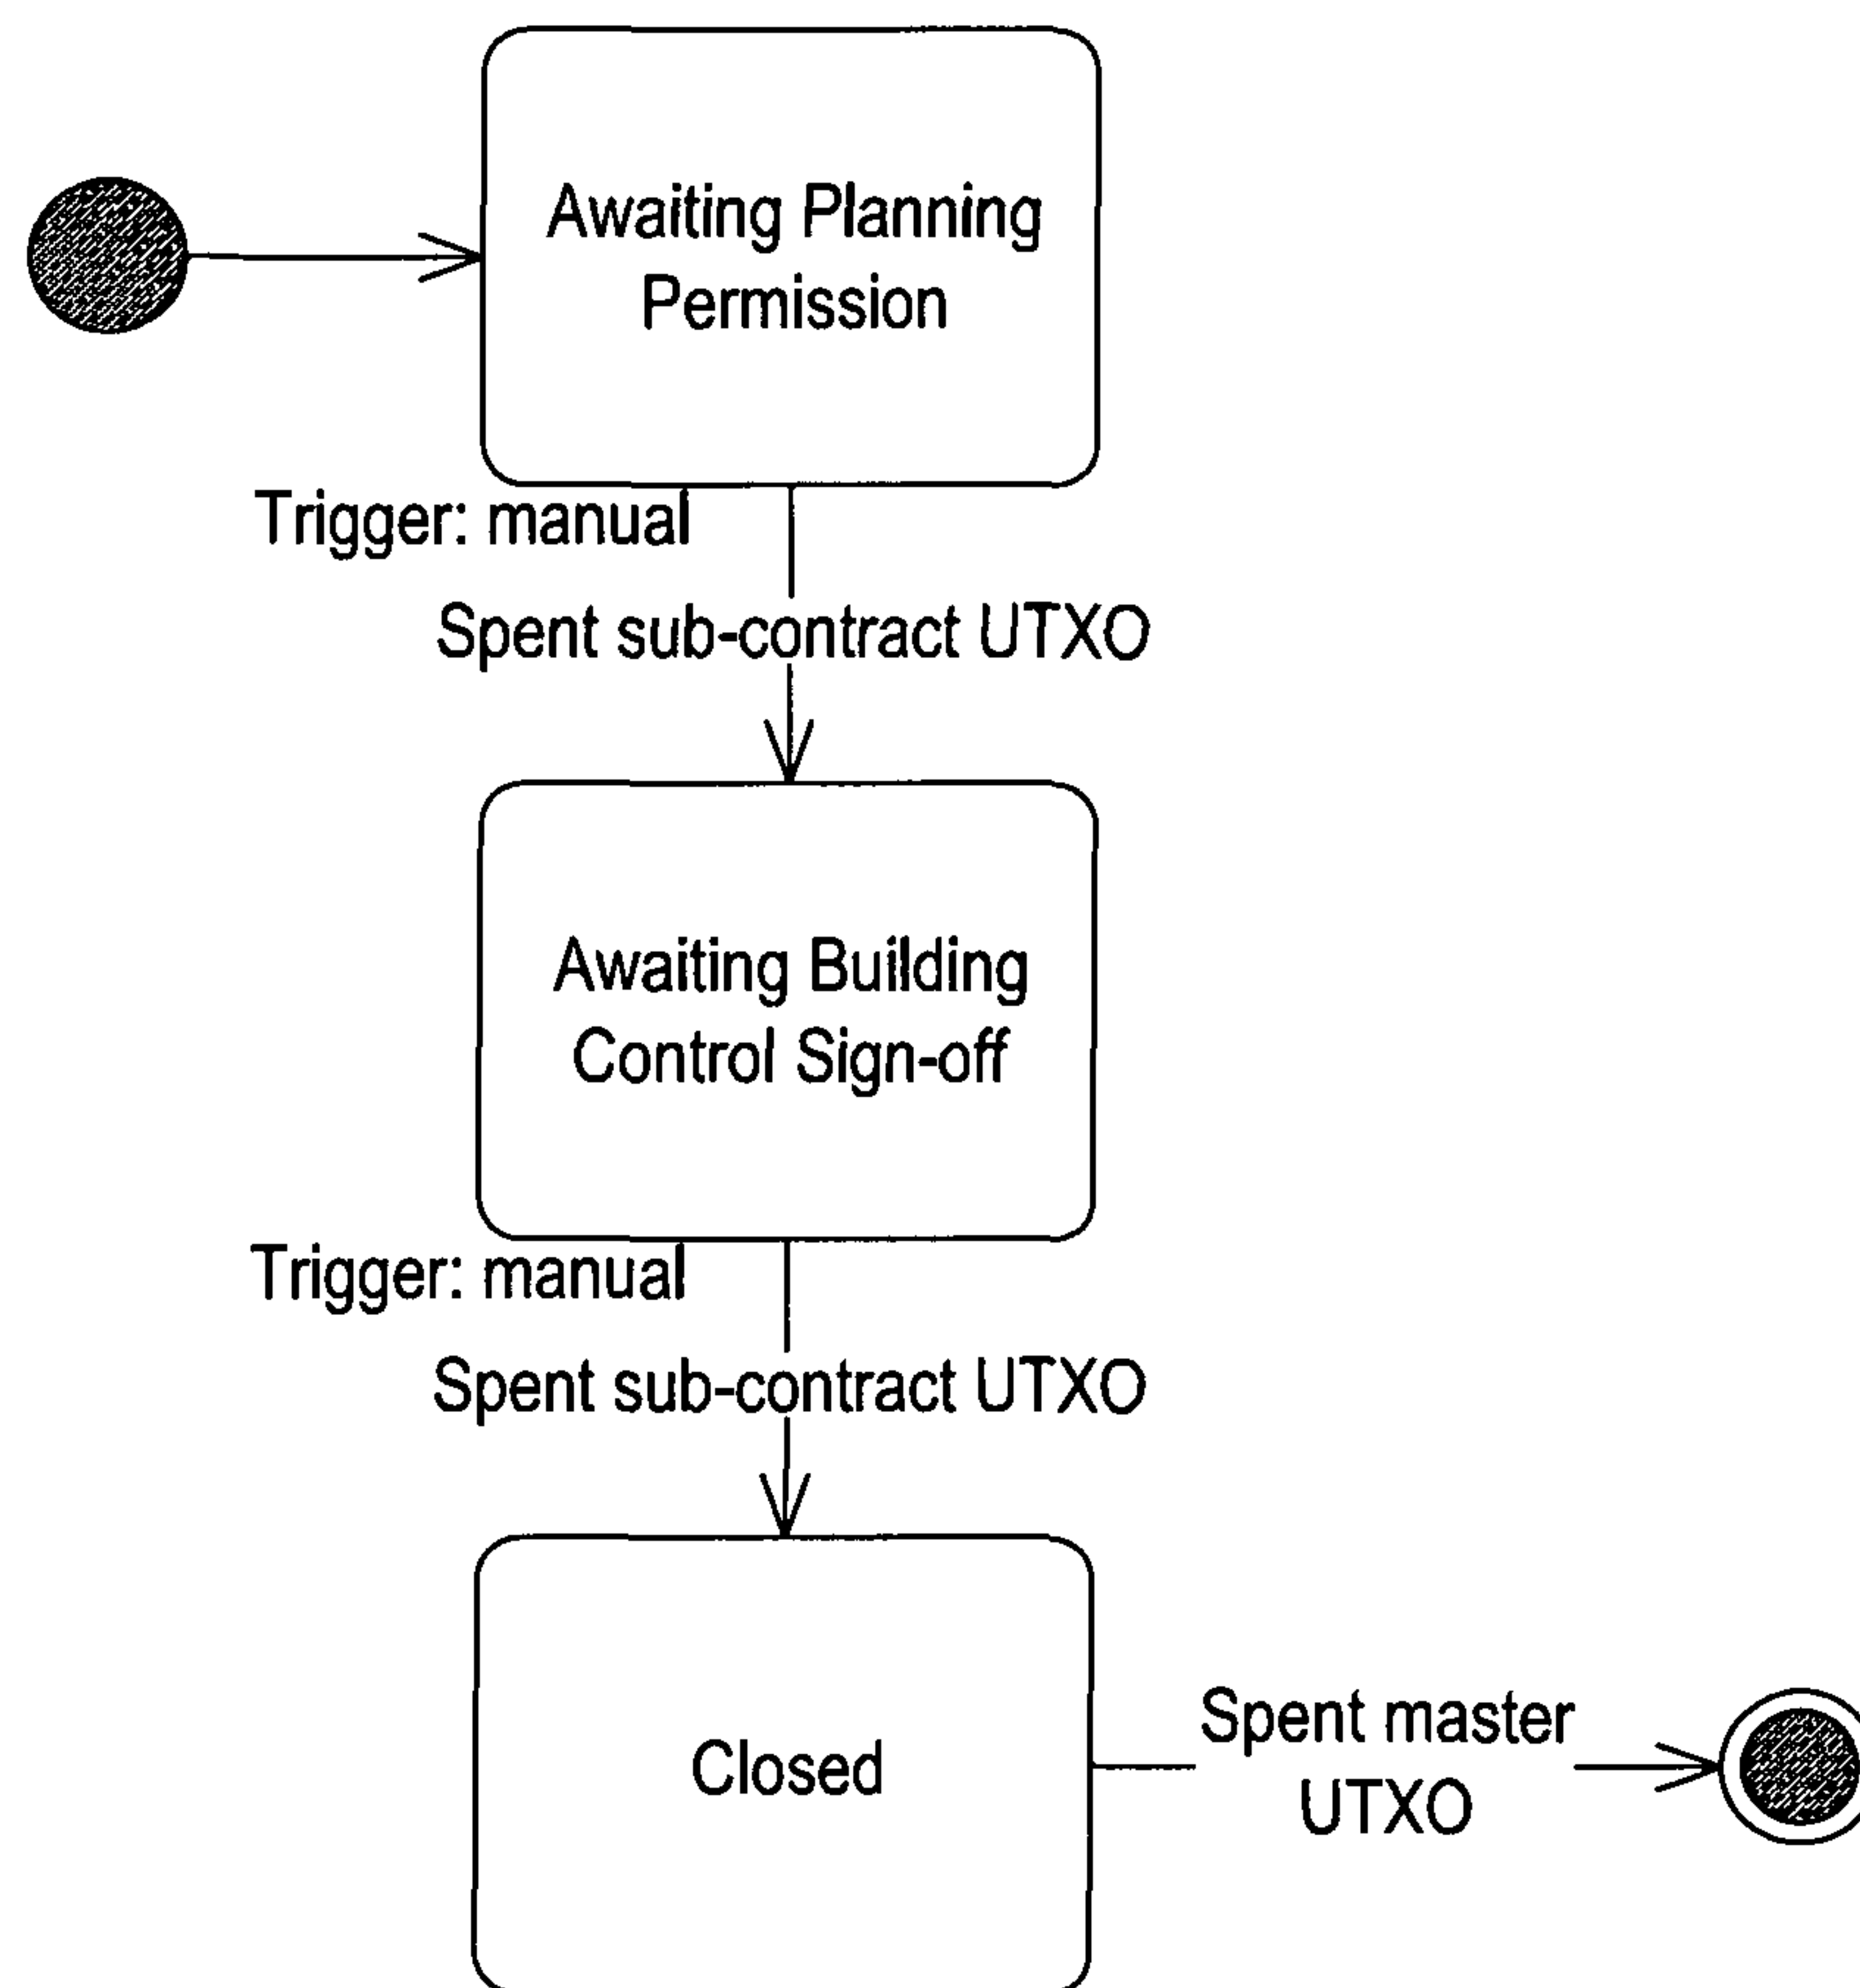 Awaiting Planning
Permission
Trigger: manual
Spent sub-contract UTXO
Awaiting Building
Control Sign-off
Trigger: manual
Spent sub-contract UTXO
Closed
Spent master
UTXO